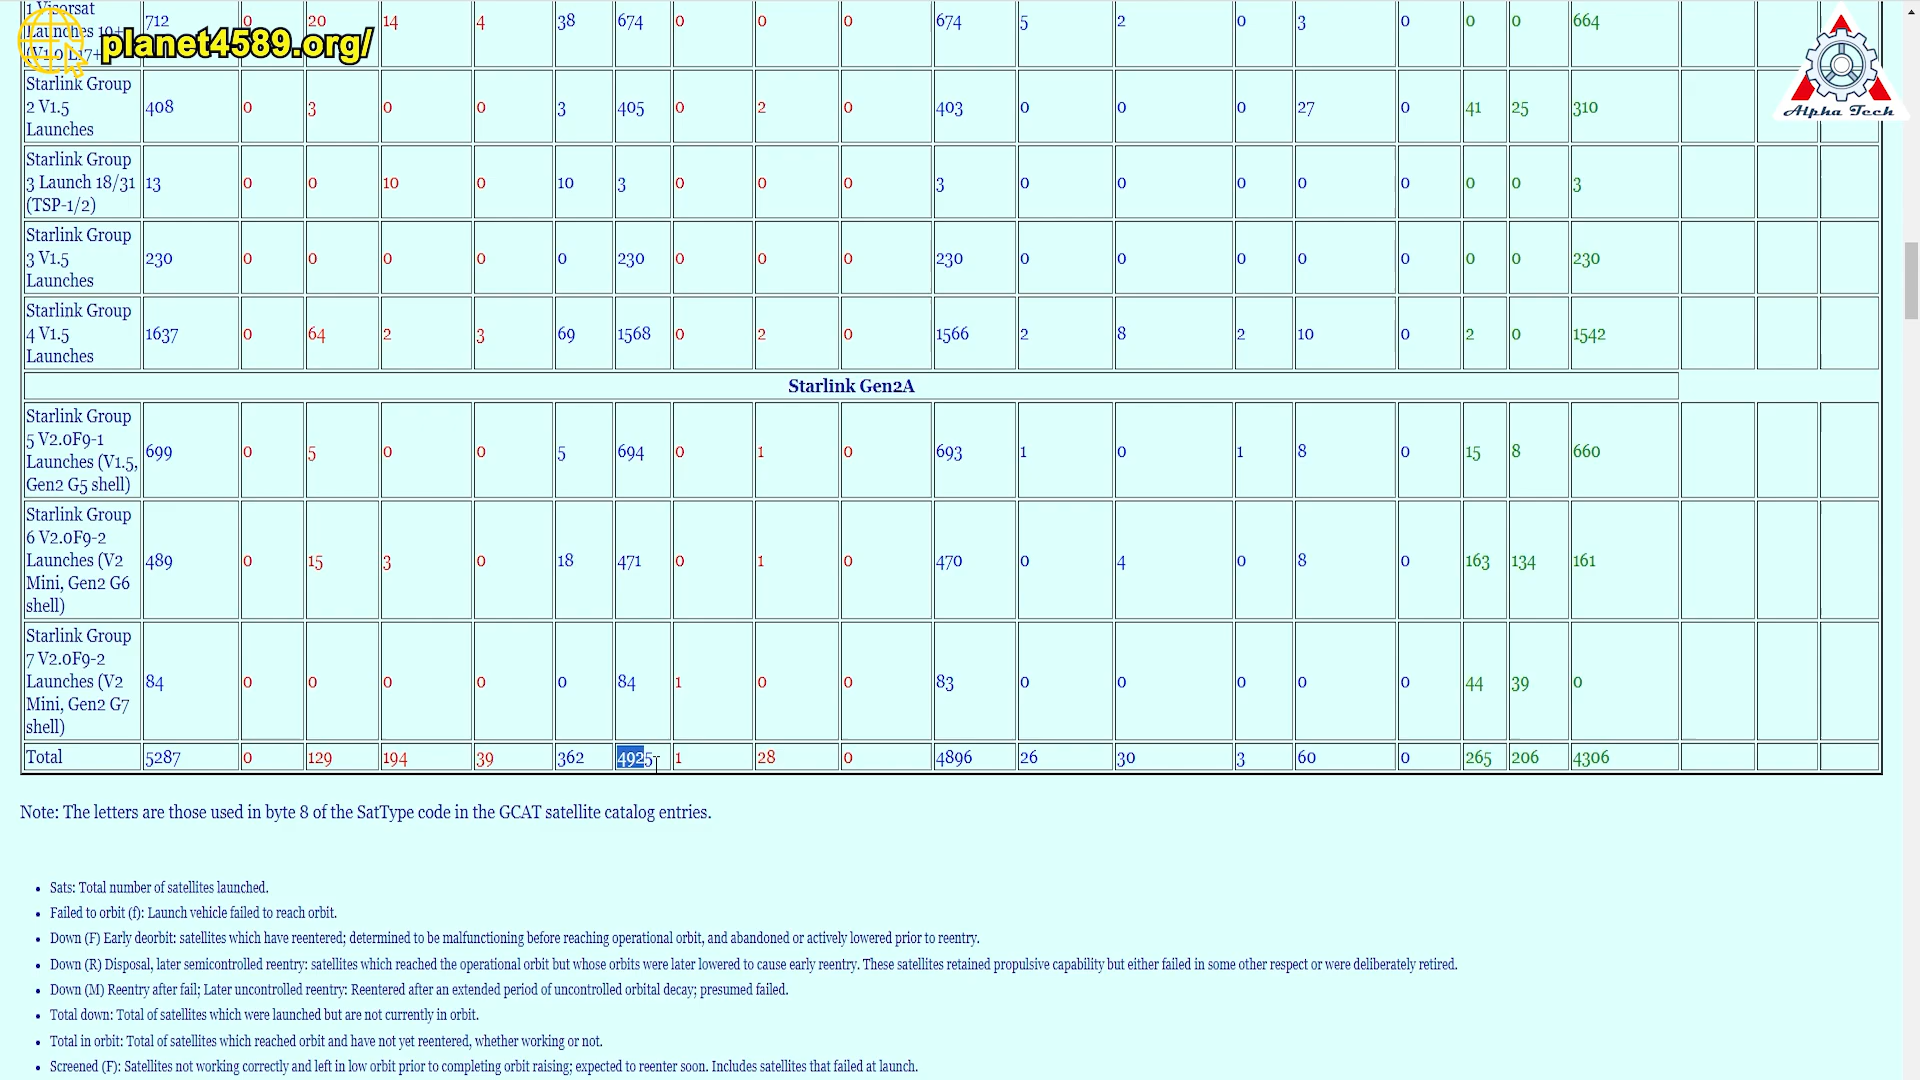 1 Visorsat
Launches 10+
(V1.0 L17+
712 0 20 14 4 38 674 0 0 0 674 5 2 0 3 0 0 0 664
planet4589.org/
Alpha Tech
Starlink Group
2 V1.5
Launches
408 0 3 0 0 3 405 0 2 0 403 0 0 0 27 0 41 25 310
Starlink Group
3 Launch 18/31
(TSP-1/2)
13 0 0 10 0 10 3 0 0 0 3 0 0 0 0 0 0 0 3
Starlink Group
3 V1.5
Launches
230 0 0 0 0 0 230 0 0 0 230 0 0 0 0 0 0 0 230
Starlink Group
4 V1.5
Launches
1637 0 64 2 3 69 1568 0 2 0 1566 2 8 2 10 0 2 0 1542
Starlink Gen2A
Starlink Group
5 V2.0F9-1
Launches (V1.5,
Gen2 G5 shell)
699 0 5 0 0 5 694 0 1 0 693 1 0 1 8 0 15 8 660
Starlink Group
6 V2.0F9-2
Launches (V2
Mini, Gen2 G6
shell)
489 0 15 3 0 18 471 0 1 0 470 0 4 0 8 0 163 134 161
Starlink Group
7 V2.0F9-2
Launches (V2
Mini, Gen2 G7
shell)
84 0 0 0 0 0 84 1 0 0 83 0 0 0 0 0 44 39 0
Total 5287 0 129 194 39 362 4925 1 28 0 4896 26 30 3 60 0 265 206 4306
Note: The letters are those used in byte 8 of the SatType code in the GCAT satellite catalog entries.
• Sats: Total number of satellites launched.
• Failed to orbit (f): Launch vehicle failed to reach orbit.
• Down (F) Early deorbit: satellites which have reentered; determined to be malfunctioning before reaching operational orbit, and abandoned or actively lowered prior to reentry.
• Down (R) Disposal, later semicontrolled reentry: satellites which reached the operational orbit but whose orbits were later lowered to cause early reentry. These satellites retained propulsive capability but either failed in some other respect or were deliberately retired.
• Down (M) Reentry after fail; Later uncontrolled reentry: Reentered after an extended period of uncontrolled orbital decay; presumed failed.
• Total down: Total of satellites which were launched but are not currently in orbit.
• Total in orbit: Total of satellites which reached orbit and have not yet reentered, whether working or not.
• Screened (F): Satellites not working correctly and left in low orbit prior to completing orbit raising; expected to reenter soon. Includes satellites that failed at launch.